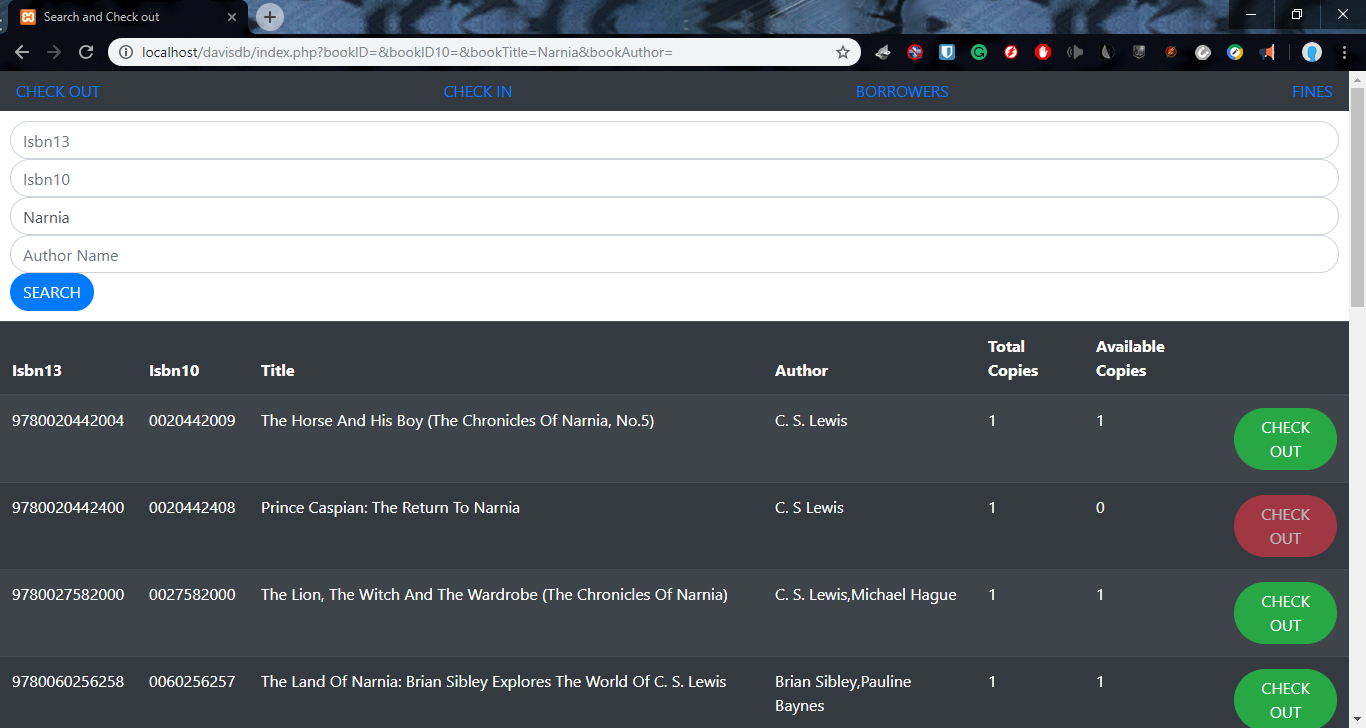 Search and Check out
localhost/davisdb/index.php?bookID=&bookID10=&bookTitle=Narnia&bookAuthor=
CHECK OUT CHECK IN BORROWERS FINES
Isbn13
Isbn10
Narnia
Author Name
SEARCH
Isbn13 Isbn10 Title Author Total Copies Available Copies
9780020442004 0020442009 The Horse And His Boy (The Chronicles Of Narnia, No.5) C. S. Lewis 1 1 CHECK OUT
9780020442400 0020442408 Prince Caspian: The Return To Narnia C. S Lewis 1 0 CHECK OUT
9780027582000 0027582000 The Lion, The Witch And The Wardrobe (The Chronicles Of Narnia) C. S. Lewis,Michael Hague 1 1 CHECK OUT
9780060256258 0060256257 The Land Of Narnia: Brian Sibley Explores The World Of C. S. Lewis Brian Sibley,Pauline Baynes 1 1 CHECK OUT